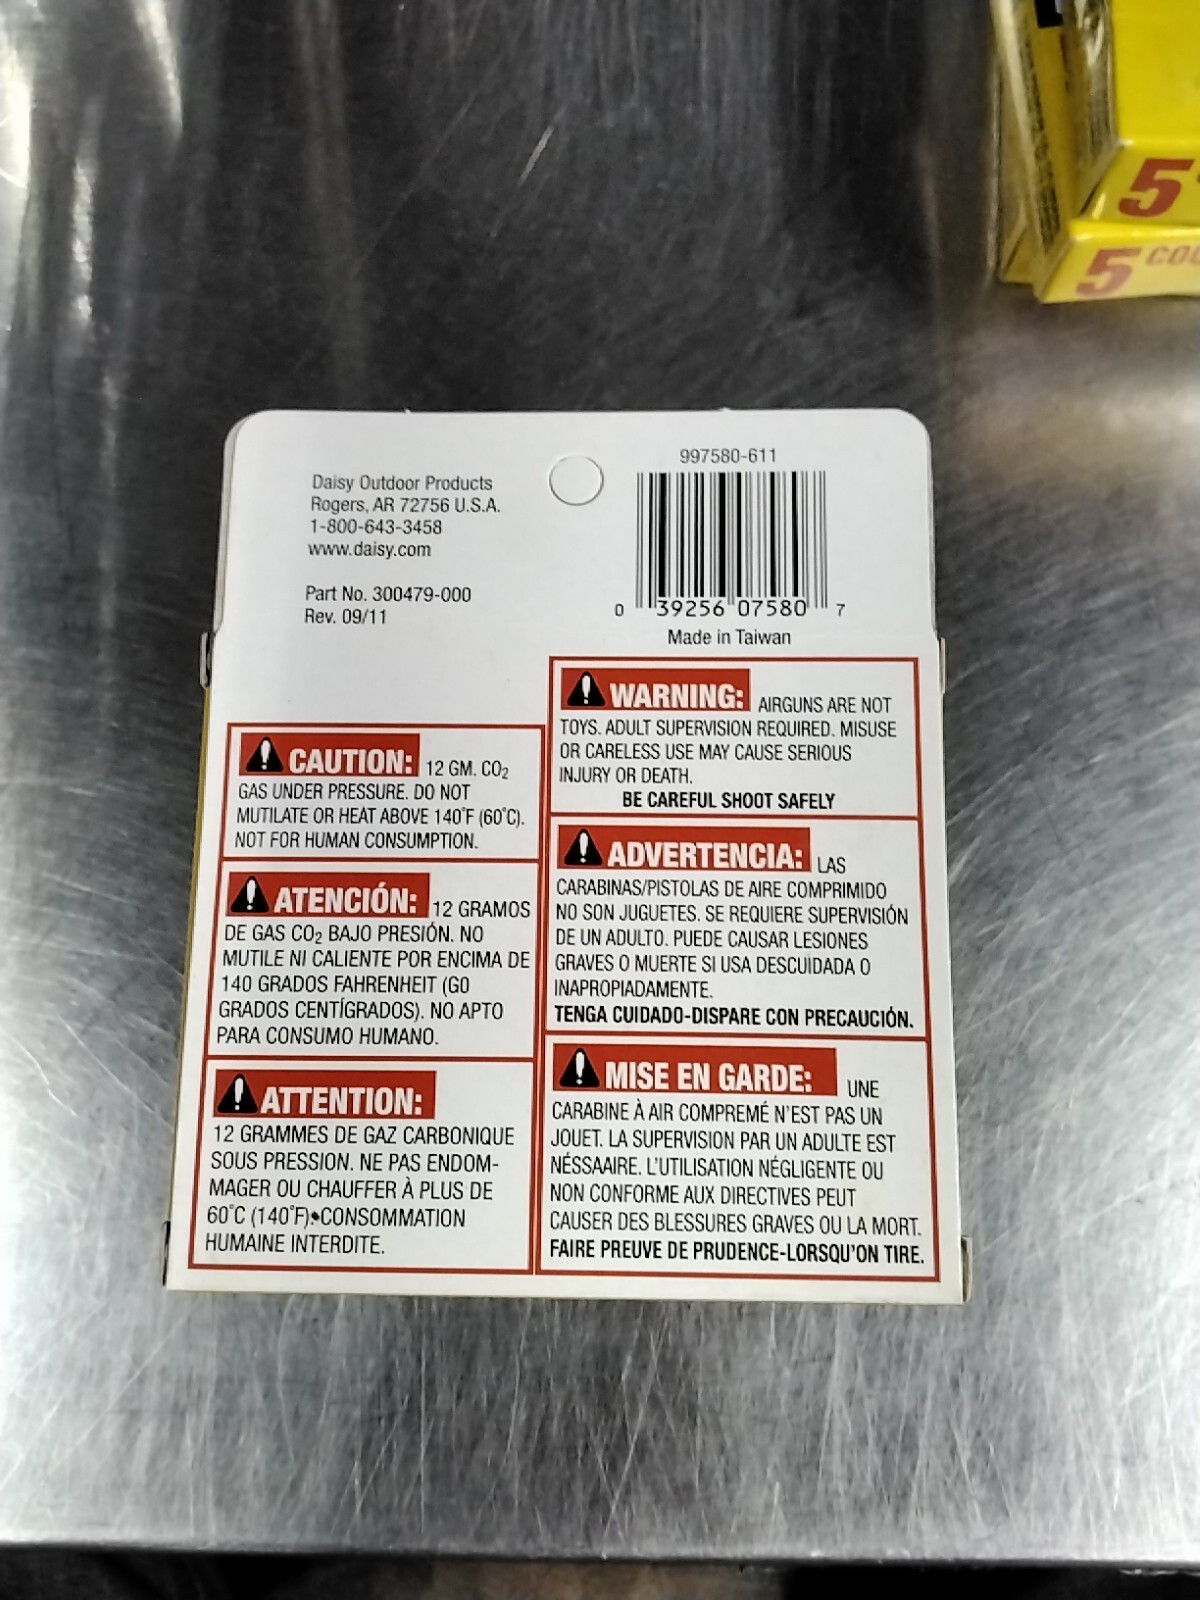 5
5 COU
Daisy Outdoor Products
Rogers, AR 72756 U.S.A.
1-800-643-3458
www.daisy.com
Part No. 300479-000
Rev. 09/11
997580-611
0 39256 07580 7
Made in Taiwan
CAUTION: 12 GM. CO₂
GAS UNDER PRESSURE. DO NOT
MUTILATE OR HEAT ABOVE 140°F (60°C).
NOT FOR HUMAN CONSUMPTION.
ATENCIÓN: 12 GRAMOS
DE GAS CO₂ BAJO PRESIÓN. NO
MUTILE NI CALIENTE POR ENCIMA DE
140 GRADOS FAHRENHEIT (GO
GRADOS CENTÍGRADOS). NO APTO
PARA CONSUMO HUMANO.
ATTENTION:
12 GRAMMES DE GAZ CARBONIQUE
SOUS PRESSION. NE PAS ENDOM-
MAGER OU CHAUFFER À PLUS DE
60°C (140°F)•CONSOMMATION
HUMAINE INTERDITE.
WARNING: AIRGUNS ARE NOT
TOYS. ADULT SUPERVISION REQUIRED. MISUSE
OR CARELESS USE MAY CAUSE SERIOUS
INJURY OR DEATH.
BE CAREFUL SHOOT SAFELY
ADVERTENCIA: LAS
CARABINAS/PISTOLAS DE AIRE COMPRIMIDO
NO SON JUGUETES. SE REQUIERE SUPERVISIÓN
DE UN ADULTO. PUEDE CAUSAR LESIONES
GRAVES O MUERTE SI USA DESCUIDADA O
INAPROPIADAMENTE.
TENGA CUIDADO-DISPARE CON PRECAUCIÓN.
MISE EN GARDE: UNE
CARABINE À AIR COMPREMÉ N'EST PAS UN
JOUET. LA SUPERVISION PAR UN ADULTE EST
NÉSSAAIRE. L'UTILISATION NÉGLIGENTE OU
NON CONFORME AUX DIRECTIVES PEUT
CAUSER DES BLESSURES GRAVES OU LA MORT.
FAIRE PREUVE DE PRUDENCE-LORSQU'ON TIRE.